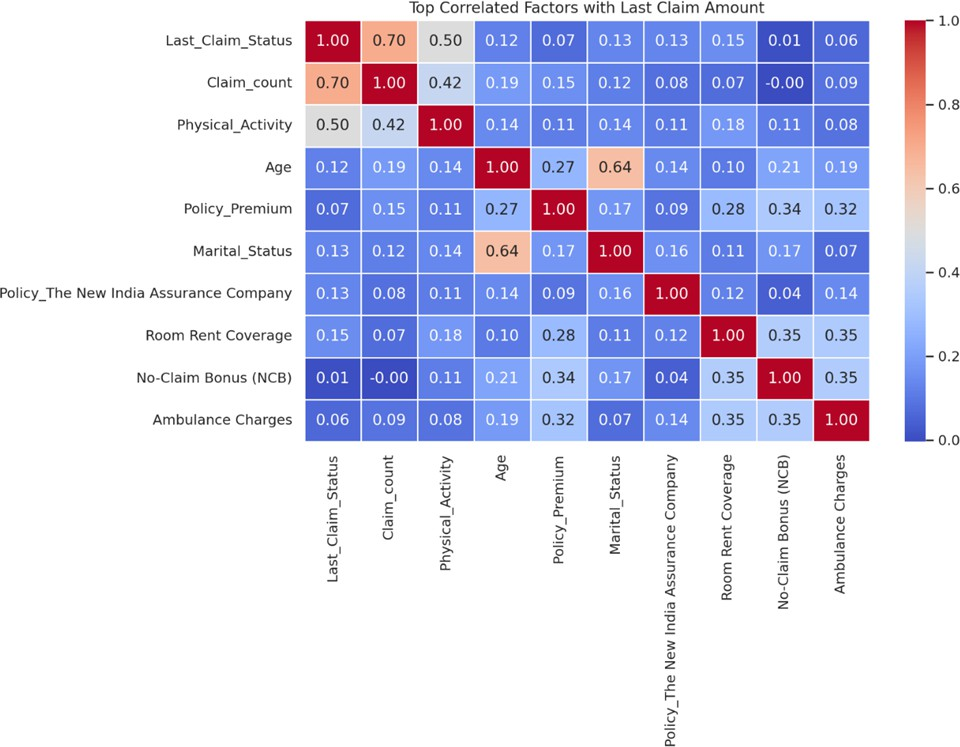 Top Correlated Factors with Last Claim Amount
Last_Claim_Status 1.00 0.70 0.50 0.12 0.07 0.13 0.13 0.15 0.01 0.06
Claim_count 0.70 1.00 0.42 0.19 0.15 0.12 0.08 0.07 -0.00 0.09
Physical_Activity 0.50 0.42 1.00 0.14 0.11 0.14 0.11 0.18 0.11 0.08
Age 0.12 0.19 0.14 1.00 0.27 0.64 0.14 0.10 0.21 0.19
Policy_Premium 0.07 0.15 0.11 0.27 1.00 0.17 0.09 0.28 0.34 0.32
Marital_Status 0.13 0.12 0.14 0.64 0.17 1.00 0.16 0.11 0.17 0.07
Policy_The New India Assurance Company 0.13 0.08 0.11 0.14 0.09 0.16 1.00 0.12 0.04 0.14
Room Rent Coverage 0.15 0.07 0.18 0.10 0.28 0.11 0.12 1.00 0.35 0.35
No-Claim Bonus (NCB) 0.01 -0.00 0.11 0.21 0.34 0.17 0.04 0.35 1.00 0.35
Ambulance Charges 0.06 0.09 0.08 0.19 0.32 0.07 0.14 0.35 0.35 1.00
Last_Claim_Status
Claim_count
Physical_Activity
Age
Policy_Premium
Marital_Status
Policy_The New India Assurance Company
Room Rent Coverage
No-Claim Bonus (NCB)
Ambulance Charges
1.0
0.8
0.6
0.4
0.2
0.0